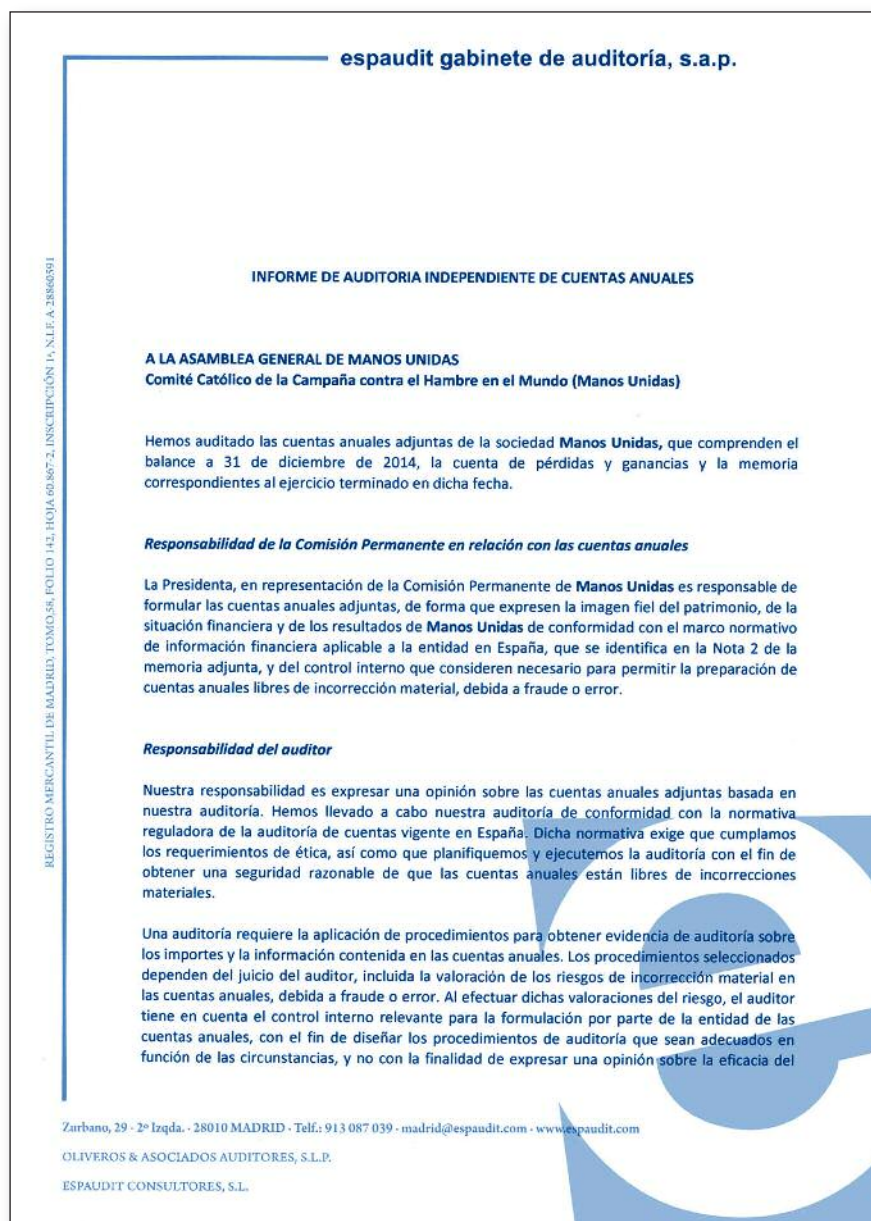 espaudit gabinete de auditoría, s.a.p.
INFORME DE AUDITORIA INDEPENDIENTE DE CUENTAS ANUALES
A LA ASAMBLEA GENERAL DE MANOS UNIDAS
Comité Católico de la Campaña contra el Hambre en el Mundo (Manos Unidas)
Hemos auditado las cuentas anuales adjuntas de la sociedad Manos Unidas, que comprenden el
balance a 31 de diciembre de 2014, la cuenta de pérdidas y ganancias y la memoria
correspondientes al ejercicio terminado en dicha fecha.
Responsabilidad de la Comisión Permanente en relación con las cuentas anuales
La Presidenta, en representación de la Comisión Permanente de Manos Unidas es responsable de
formular las cuentas anuales adjuntas, de forma que expresen la imagen fiel del patrimonio, de la
situación financiera y de los resultados de Manos Unidas de conformidad con el marco normativo
de información financiera aplicable a la entidad en España, que se identifica en la Nota 2 de la
memoria adjunta, y del control interno que consideren necesario para permitir la preparación de
cuentas anuales libres de incorrección material, debida a fraude o error.
Responsabilidad del auditor
Nuestra responsabilidad es expresar una opinión sobre las cuentas anuales adjuntas basada en
nuestra auditoría. Hemos llevado a cabo nuestra auditoría de conformidad con la normativa
reguladora de la auditoría de cuentas vigente en España. Dicha normativa exige que cumplamos
los requerimientos de ética, así como que planifiquemos y ejecutemos la auditoría con el fin de
obtener una seguridad razonable de que las cuentas anuales están libres de incorrecciones
materiales.
Una auditoría requiere la aplicación de procedimientos para obtener evidencia de auditoría sobre
los importes y la información contenida en las cuentas anuales. Los procedimientos seleccionados
dependen del juicio del auditor, incluida la valoración de los riesgos de incorrección material en
las cuentas anuales, debida a fraude o error. Al efectuar dichas valoraciones del riesgo, el auditor
tiene en cuenta el control interno relevante para la formulación por parte de la entidad de las
cuentas anuales, con el fin de diseñar los procedimientos de auditoría que sean adecuados en
función de las circunstancias, y no con la finalidad de expresar una opinión sobre la eficacia del
REGISTRO MERCANTIL DE MADRID, TOMO 58, FOLIO 142, HOJA 60.867-2, INSCRIPCIÓN 1ª, N.I.F. A-28860591
Zurbano, 29 - 2º Izqda. - 28010 MADRID - Telf.: 913 087 039 - madrid@espaudit.com - www.espaudit.com
OLIVEROS & ASOCIADOS AUDITORES, S.L.P.
ESPAUDIT CONSULTORES, S.L.
e